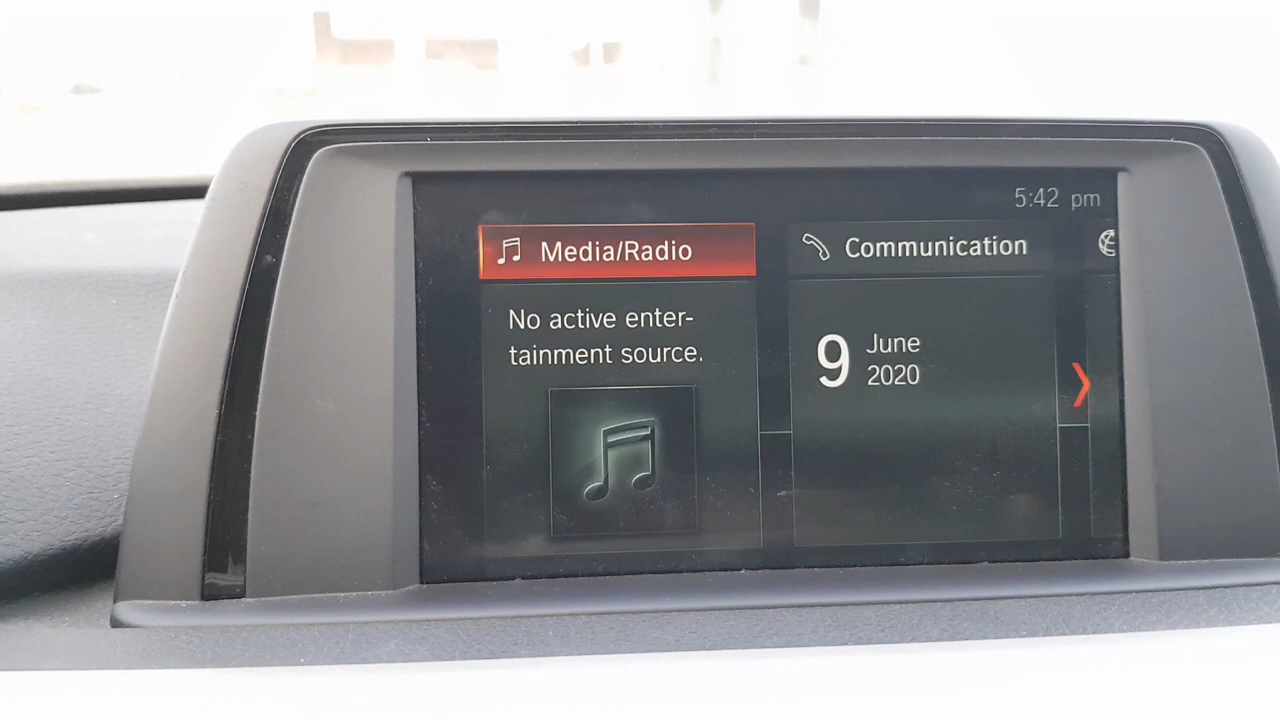 5:42 pm
Media/Radio
Communication
No active enter-
tainment source.
9
June
2020